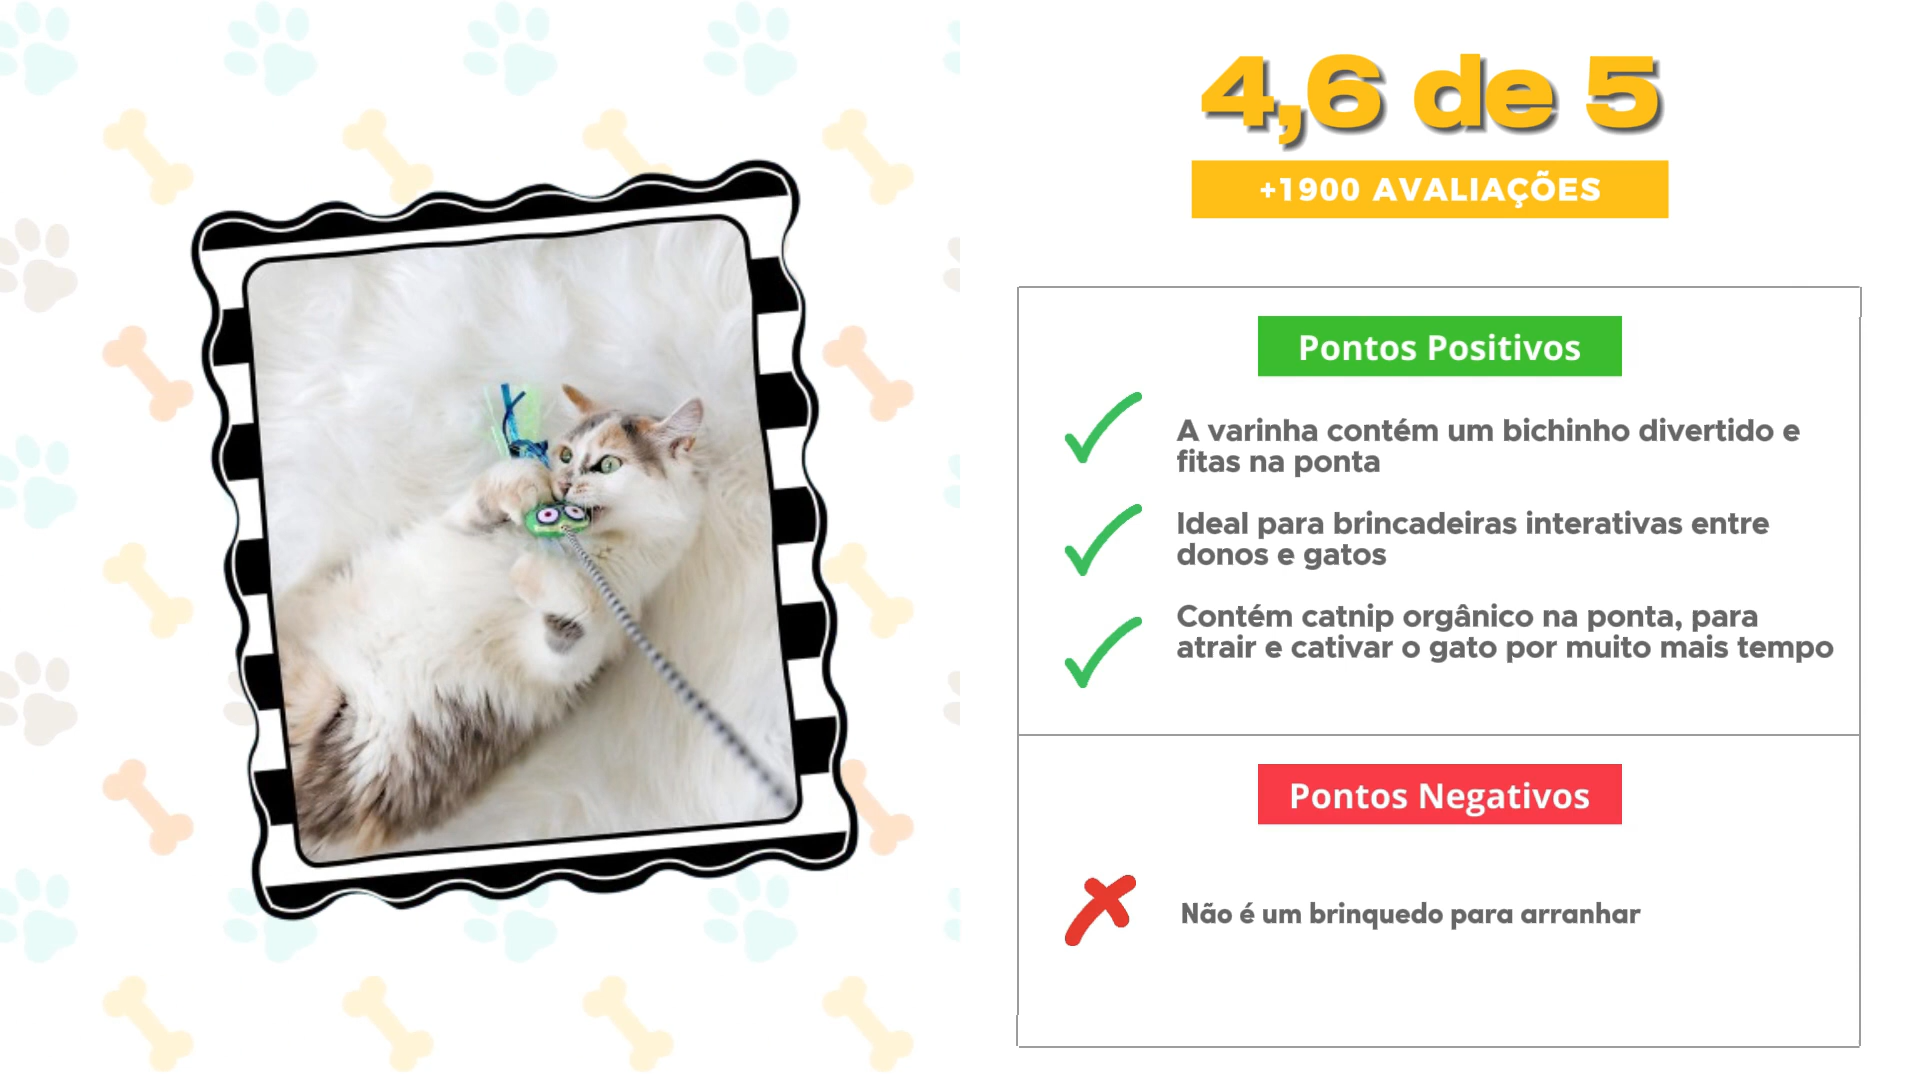 4,6 de 5
+1900 AVALIAÇÕES
Pontos Positivos
A varinha contém um bichinho divertido e
fitas na ponta
Ideal para brincadeiras interativas entre
donos e gatos
Contém catnip orgânico na ponta, para
atrair e cativar o gato por muito mais tempo
Pontos Negativos
Não é um brinquedo para arranhar